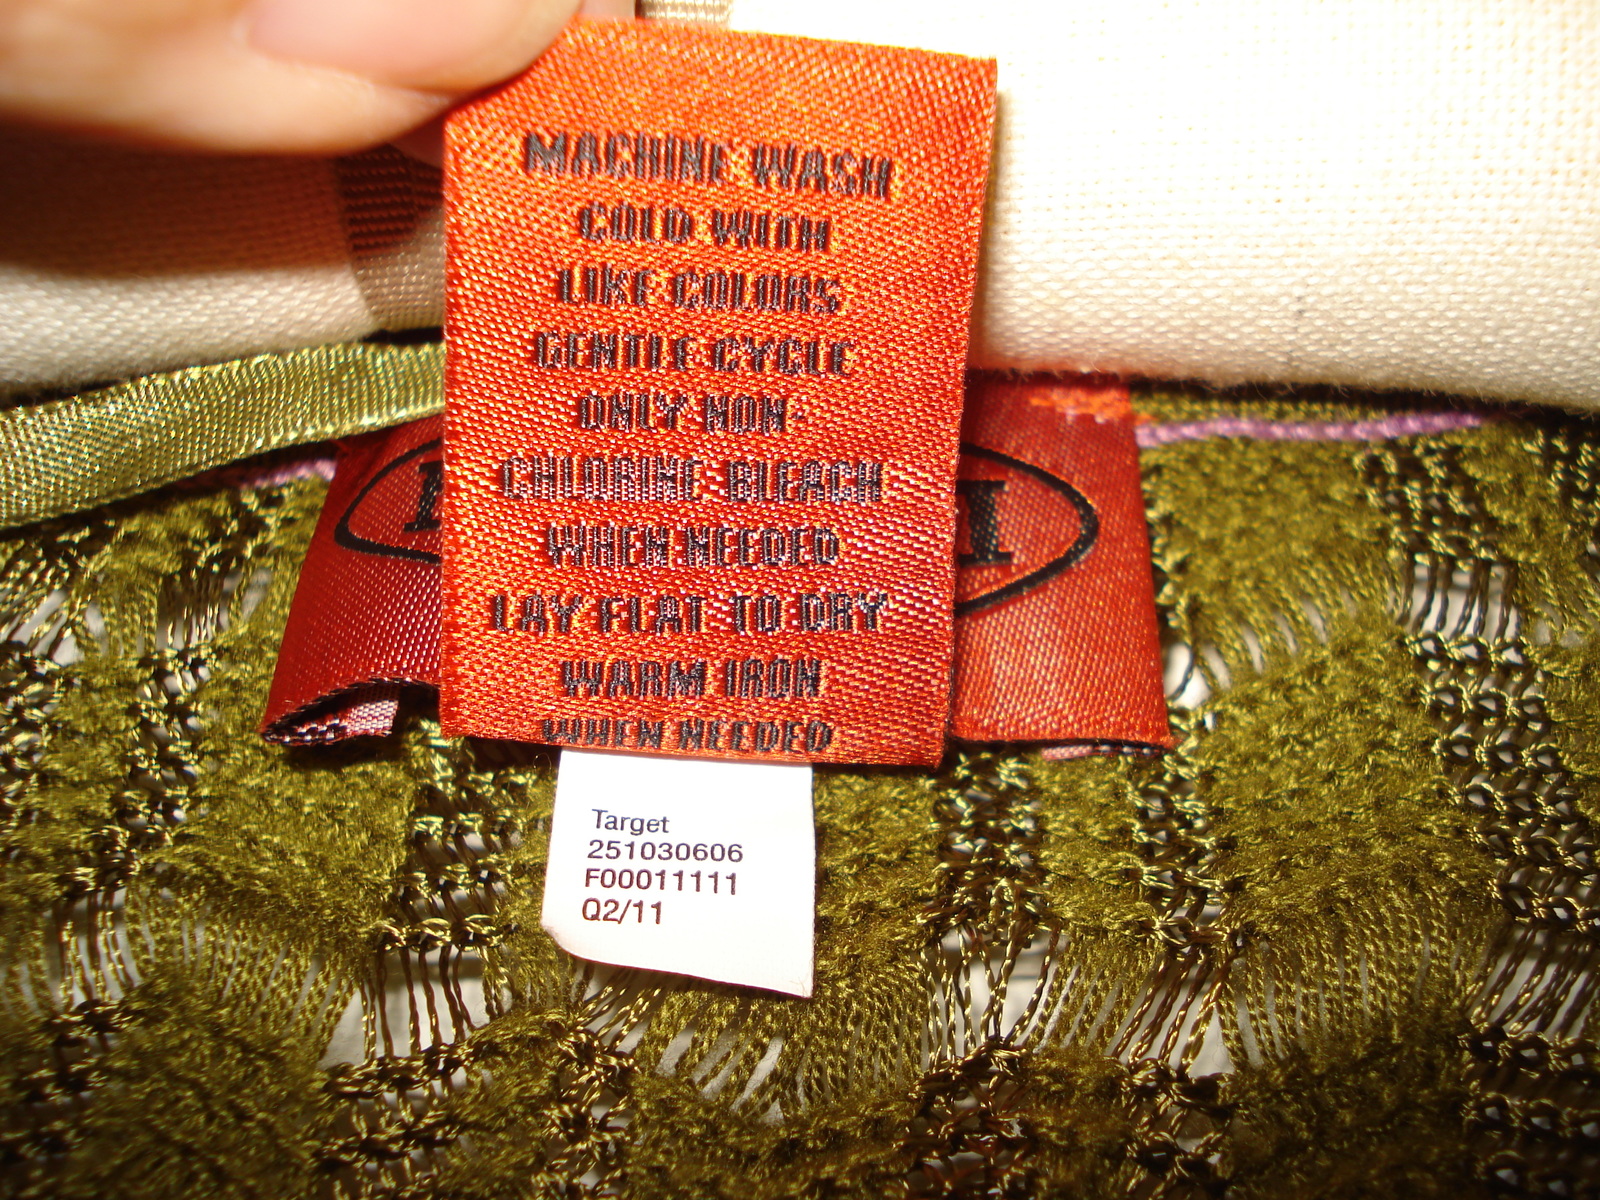 MACHINE WASH
COLD WITH
LIKE COLORS
GENTLE CYCLE
ONLY NON-
CHLORINE BLEACH
WHEN NEEDED
LAY FLAT TO DRY
WARM IRON
WHEN NEEDED
Target
251030606
F00011111
Q2/11